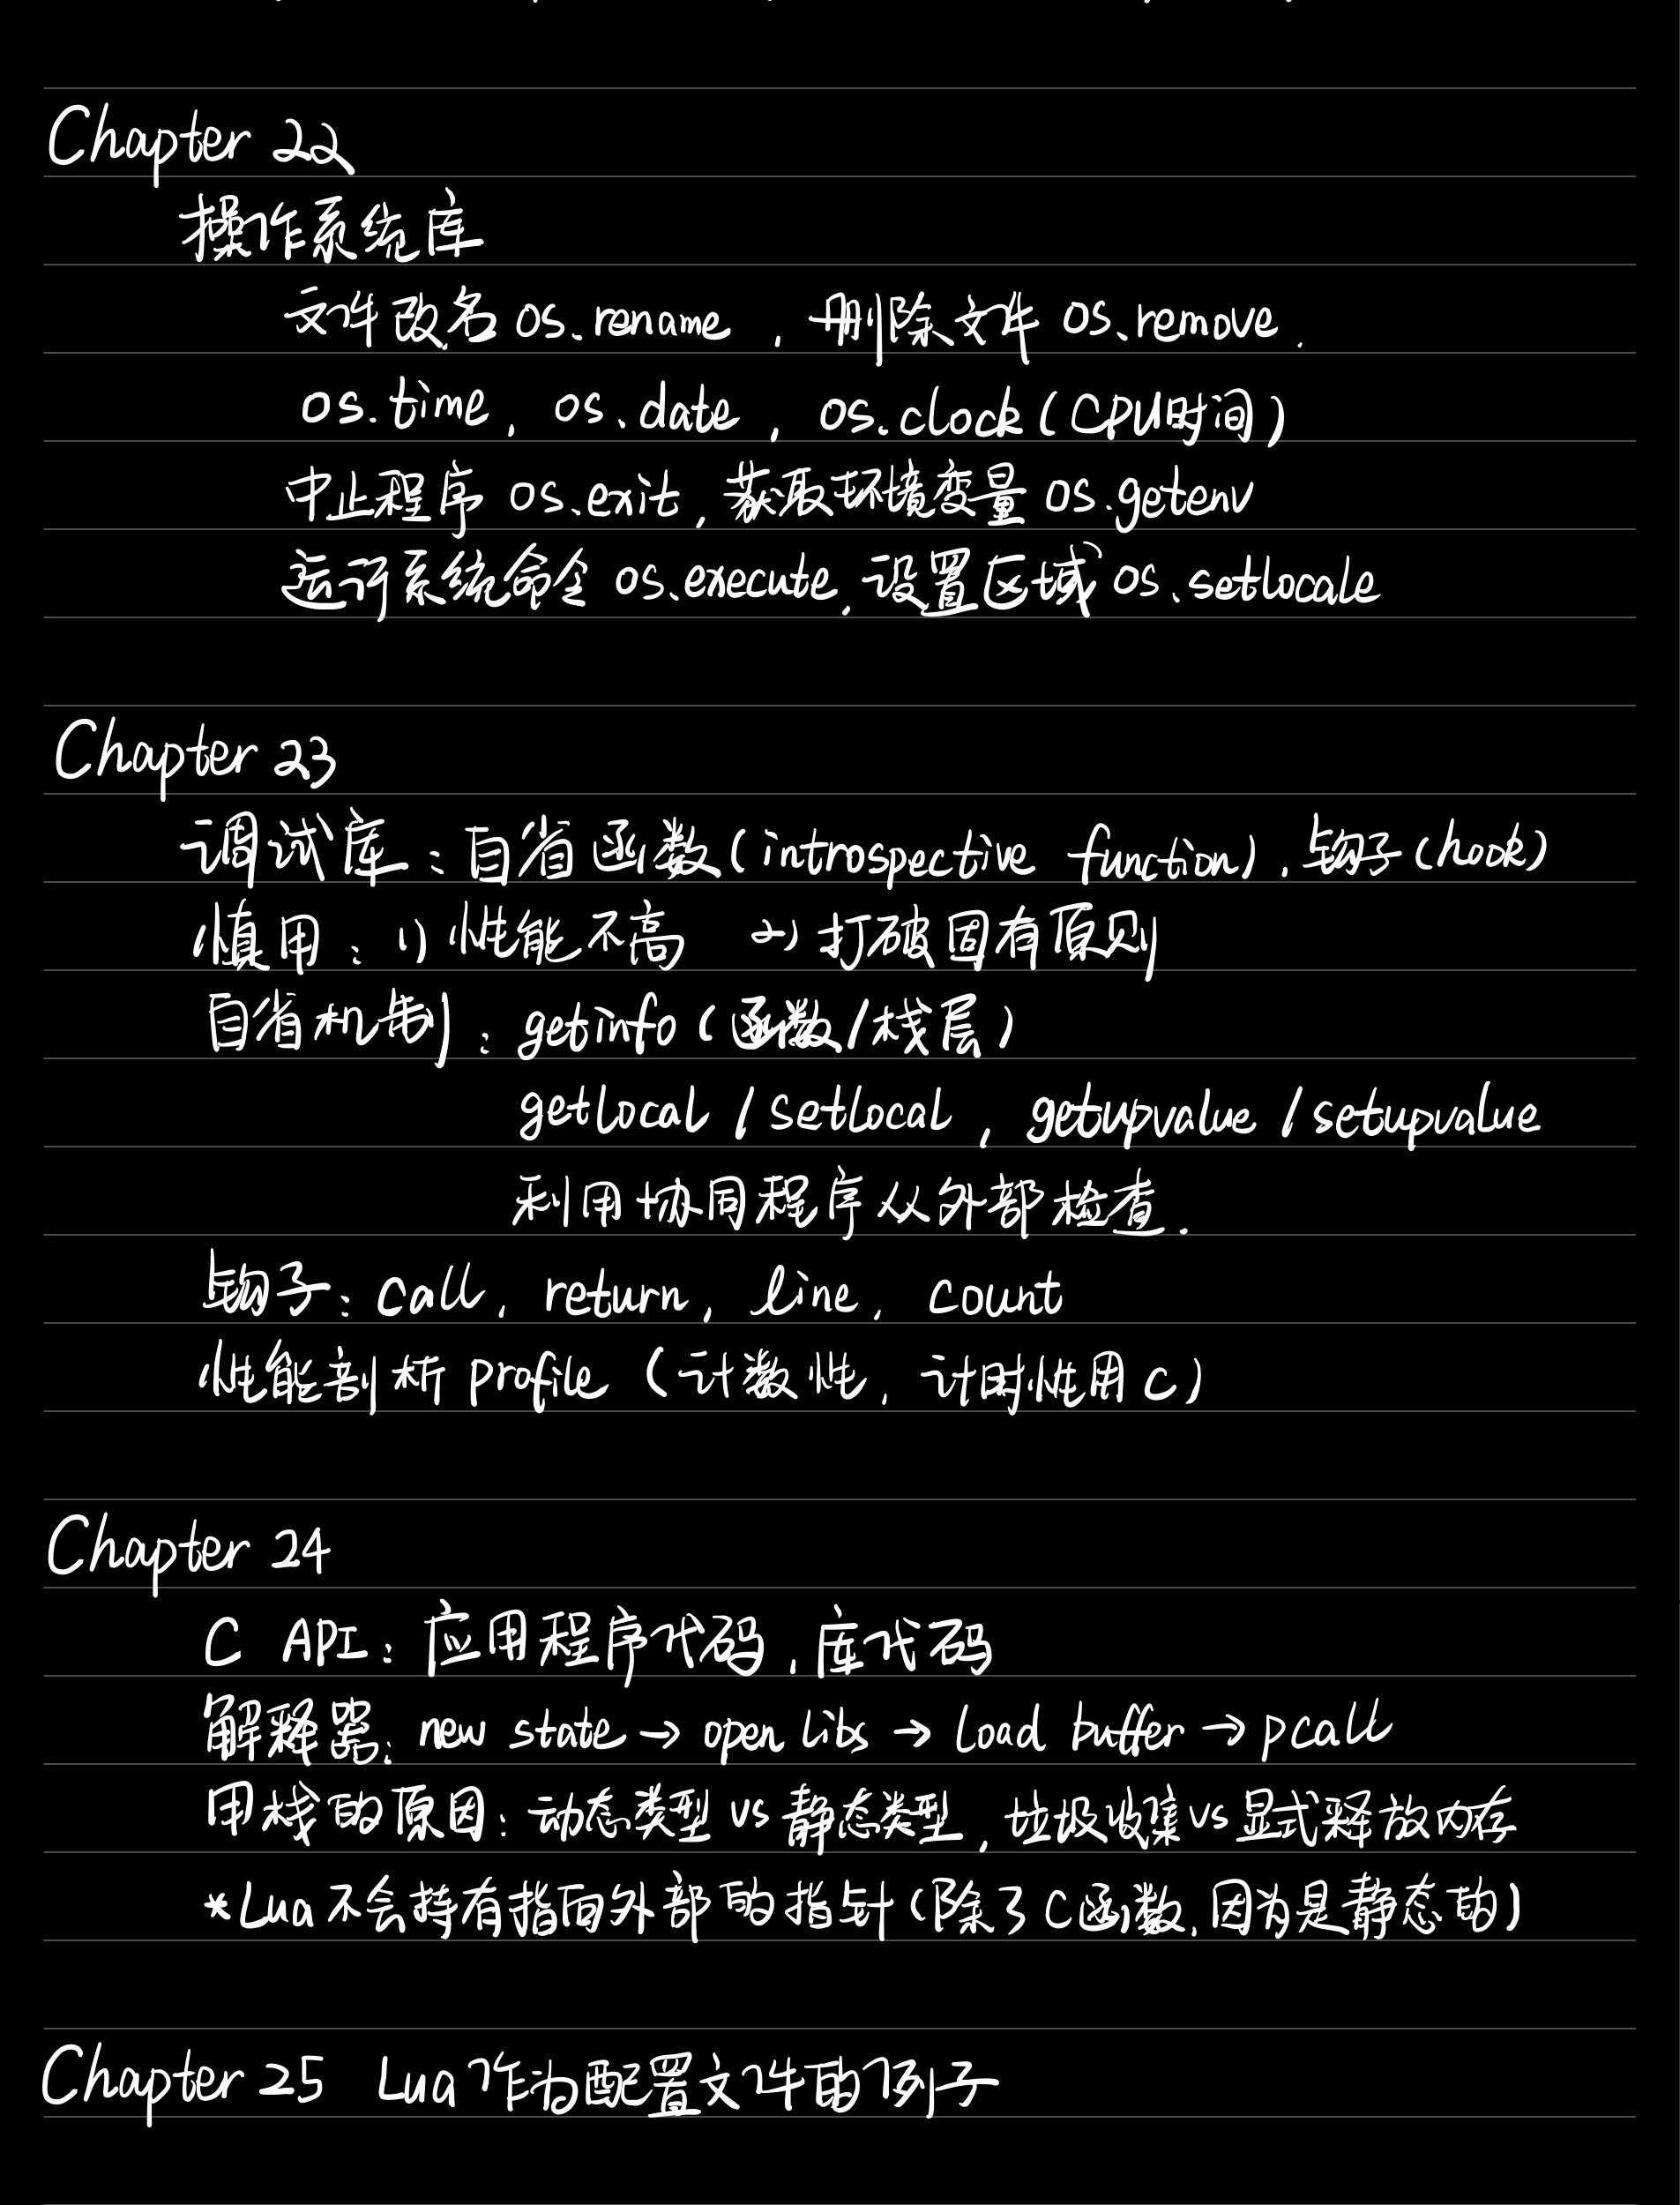 Chapter 22
操作系统库
文件改名 os.rename , 删除文件 os.remove.
os.time, os.date, os.clock (CPU时间)
中止程序 os.exit, 获取环境变量 os.getenv
运行系统命令 os.execute, 设置区域 os.setlocale
Chapter 23
调试库: 自省函数 (introspective function), 钩子 (hook)
慎用: 1) 性能不高 2) 打破固有原则
自省机制: getinfo (函数/栈层)
getlocal / setlocal, getupvalue / setupvalue
利用协同程序从外部检查.
钩子: call, return, line, count
性能剖析 profile (计数性, 计时性用 C)
Chapter 24
C API: 应用程序代码, 库代码
解释器: new state → open libs → load buffer → pcall
用栈的原因: 动态类型 vs 静态类型, 垃圾收集 vs 显式释放内存
*Lua 不会持有指向外部的指针 (除了 C 函数, 因为是静态的)
Chapter 25 Lua 作为配置文件的例子